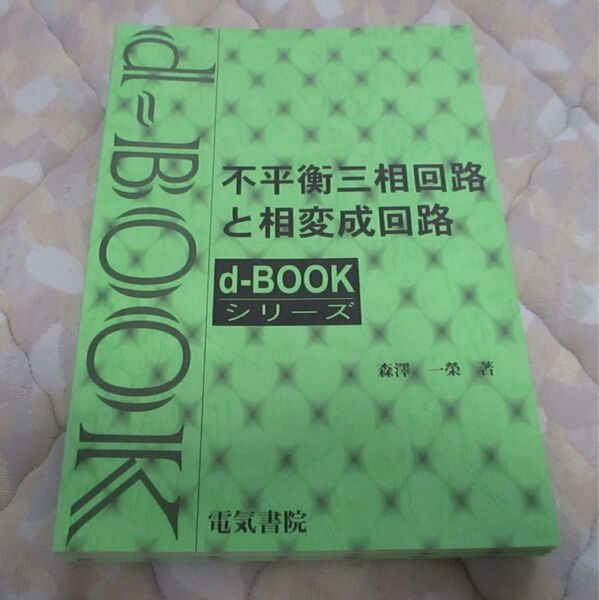 d-BOOK
不平衡三相回路
と相変成回路
d-BOOK
シリーズ
森澤 一榮 著
電気書院